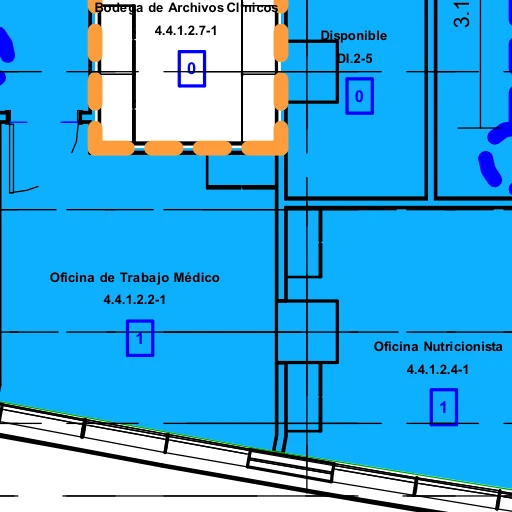 Bodega de Archivos Clinicos
4.4.1.2.7-1
0
Disponible
DI.2-5
0
3.1
Oficina de Trabajo Médico
4.4.1.2.2-1
1
Oficina Nutricionista
4.4.1.2.4-1
1